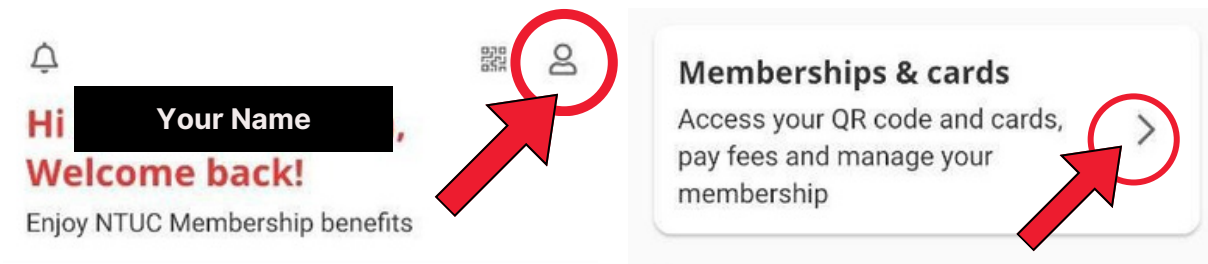 Hi Your Name,
Welcome back!
Enjoy NTUC Membership benefits
Memberships & cards
Access your QR code and cards,
pay fees and manage your
membership